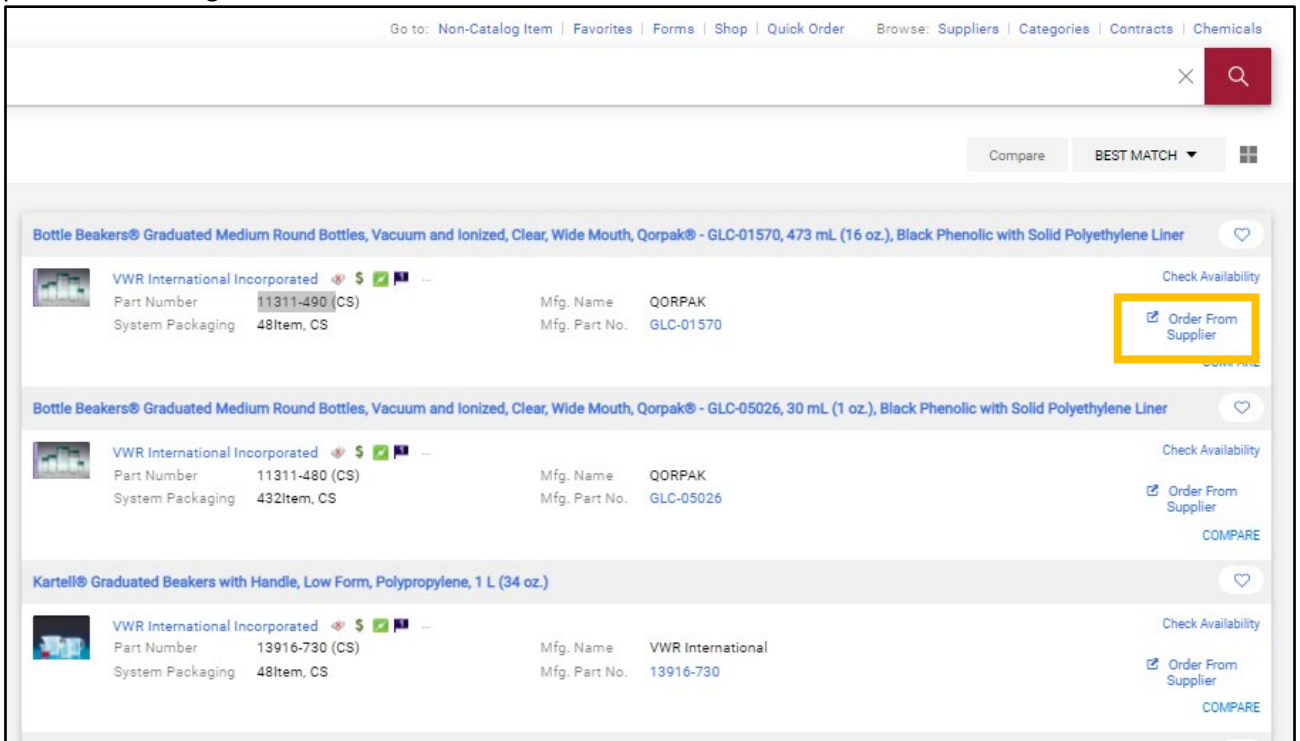 Go to: Non-Catalog Item | Favorites | Forms | Shop | Quick Order Browse: Suppliers | Categories | Contracts | Chemicals
Compare BEST MATCH
Bottle Beakers® Graduated Medium Round Bottles, Vacuum and Ionized, Clear, Wide Mouth, Qorpak® - GLC-01570, 473 mL (16 oz.), Black Phenolic with Solid Polyethylene Liner
VWR International Incorporated $ ... Check Availability
Part Number 11311-490 (CS) Mfg. Name QORPAK
System Packaging 48Item, CS Mfg. Part No. GLC-01570
Order From
Supplier
COMPARE
Bottle Beakers® Graduated Medium Round Bottles, Vacuum and Ionized, Clear, Wide Mouth, Qorpak® - GLC-05026, 30 mL (1 oz.), Black Phenolic with Solid Polyethylene Liner
VWR International Incorporated $ ... Check Availability
Part Number 11311-480 (CS) Mfg. Name QORPAK
System Packaging 432Item, CS Mfg. Part No. GLC-05026
Order From
Supplier
COMPARE
Kartell® Graduated Beakers with Handle, Low Form, Polypropylene, 1 L (34 oz.)
VWR International Incorporated $ ... Check Availability
Part Number 13916-730 (CS) Mfg. Name VWR International
System Packaging 48Item, CS Mfg. Part No. 13916-730
Order From
Supplier
COMPARE